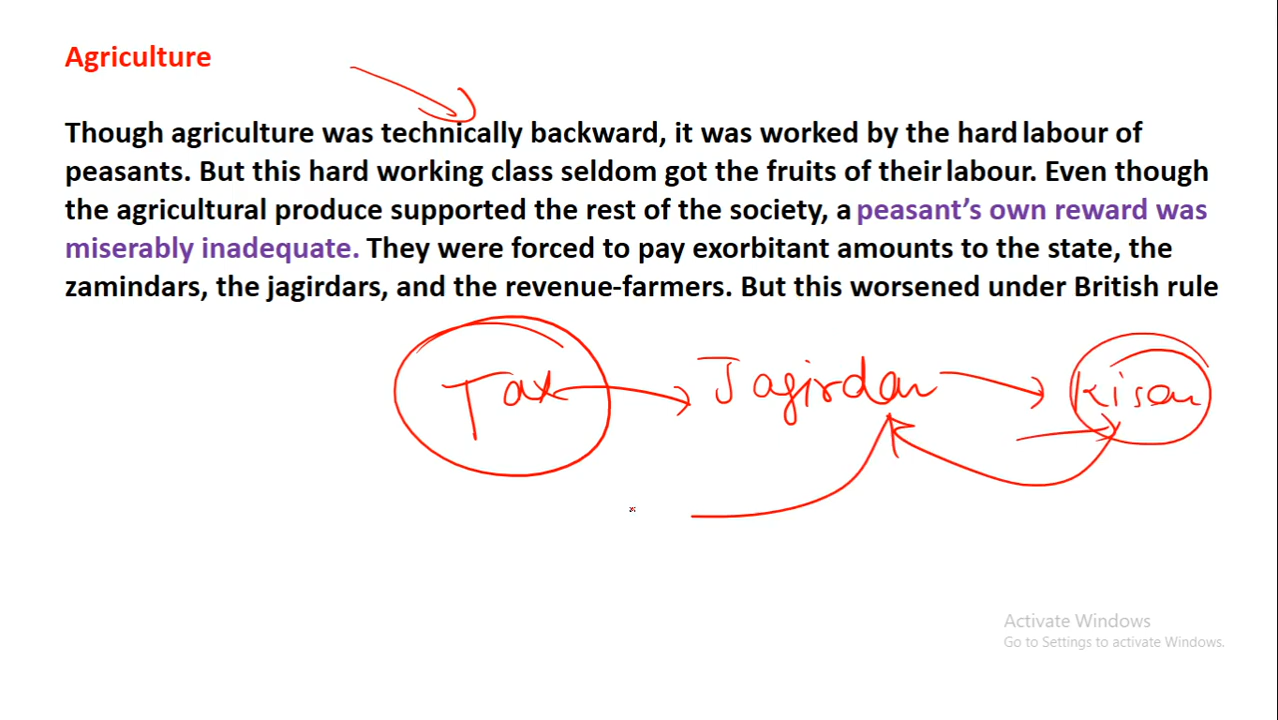 Agriculture
Though agriculture was technically backward, it was worked by the hard labour of
peasants. But this hard working class seldom got the fruits of their labour. Even though
the agricultural produce supported the rest of the society, a peasant’s own reward was
miserably inadequate. They were forced to pay exorbitant amounts to the state, the
zamindars, the jagirdars, and the revenue-farmers. But this worsened under British rule
Tax Jagirdar Kisan
Activate Windows
Go to Settings to activate Windows.